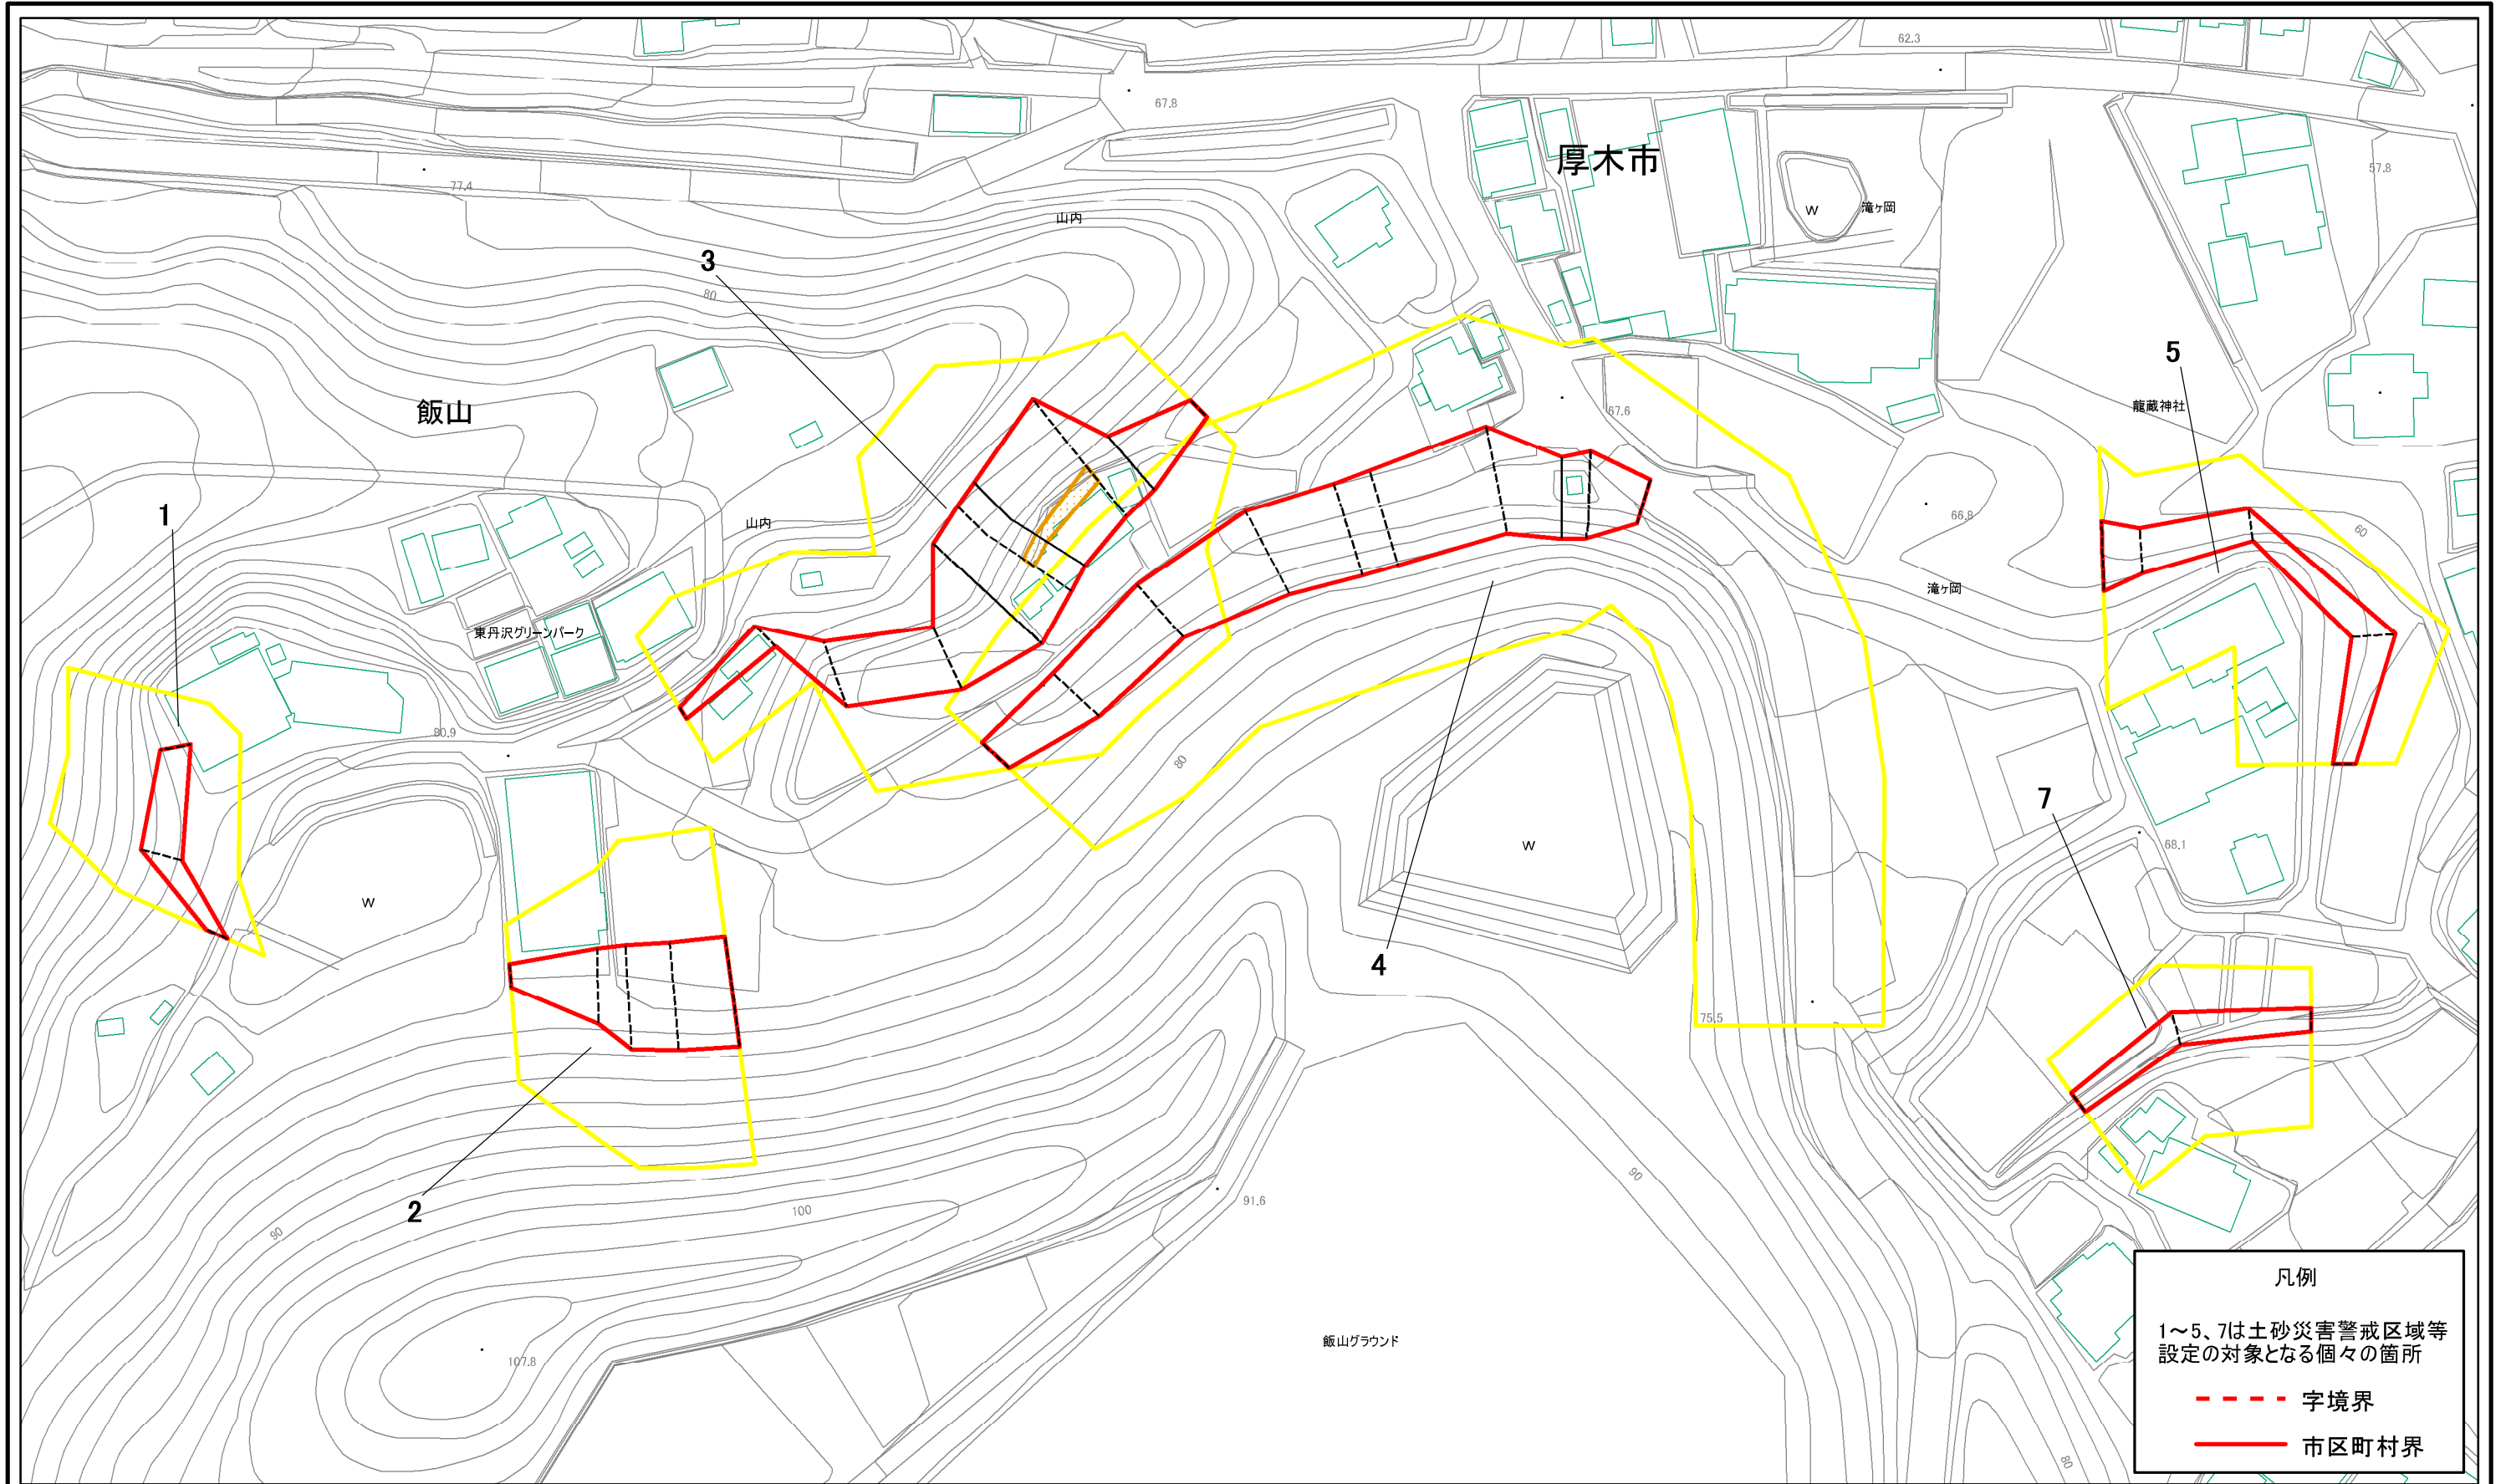 62.3
67.8
厚木市
57.8
77.4
山内
W
滝ヶ岡
3
80
5
飯山
67.6
龍蔵神社
1
山内
66.8
60
滝ヶ岡
東丹沢グリーンパーク
80.9
80
7
W
68.1
W
4
75.5
2
91.6
90
100
90
107.8
飯山グラウンド
80
凡例
1～5、7は土砂災害警戒区域等
設定の対象となる個々の箇所
字境界
市区町村界